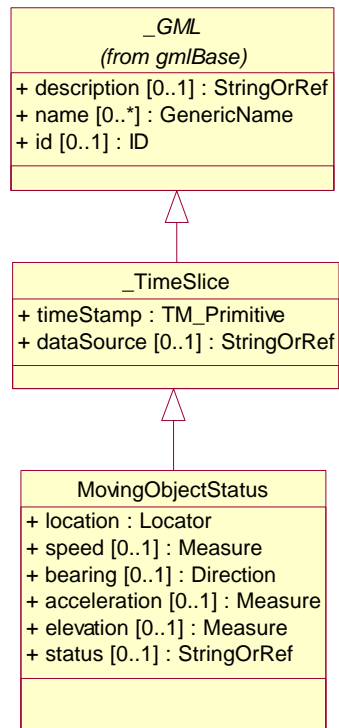 _GML
(from gmlBase)
+ description [0..1] : StringOrRef
+ name [0..*] : GenericName
+ id [0..1] : ID
_TimeSlice
+ timeStamp : TM_Primitive
+ dataSource [0..1] : StringOrRef
MovingObjectStatus
+ location : Locator
+ speed [0..1] : Measure
+ bearing [0..1] : Direction
+ acceleration [0..1] : Measure
+ elevation [0..1] : Measure
+ status [0..1] : StringOrRef